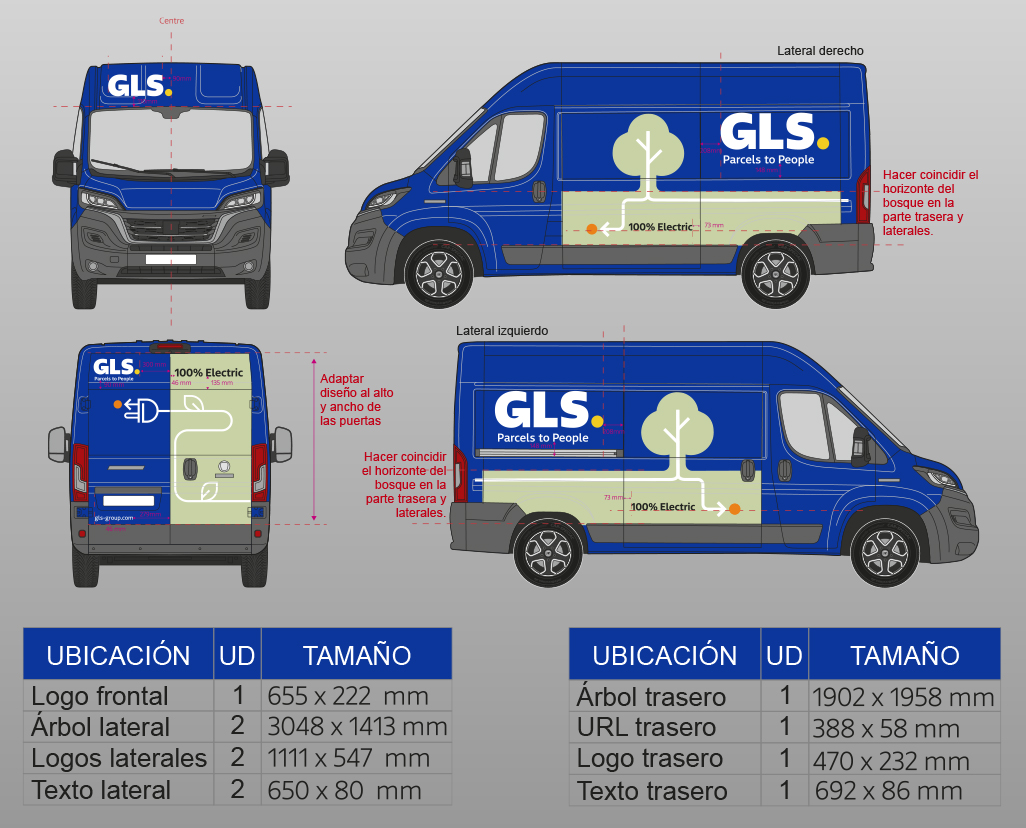 Centre
GLS.
Lateral derecho
GLS.
Parcels to People
100% Electric
73 mm
Hacer coincidir el
horizonte del
bosque en la
parte trasera y
laterales.
GLS.
Parcels to People
..100% Electric
46 mm
135 mm
gls-group.com
Adaptar
diseño al alto
y ancho de
las puertas
Lateral izquierdo
GLS.
Parcels to People
Hacer coincidir
el horizonte del
bosque en la
parte trasera y
laterales.
73 mm
100% Electric
UBICACIÓN UD TAMAÑO
Logo frontal 1 655 x 222 mm
Árbol lateral 2 3048 x 1413 mm
Logos laterales 2 1111 x 547 mm
Texto lateral 2 650 x 80 mm
UBICACIÓN UD TAMAÑO
Árbol trasero 1 1902 x 1958 mm
URL trasero 1 388 x 58 mm
Logo trasero 1 470 x 232 mm
Texto trasero 1 692 x 86 mm